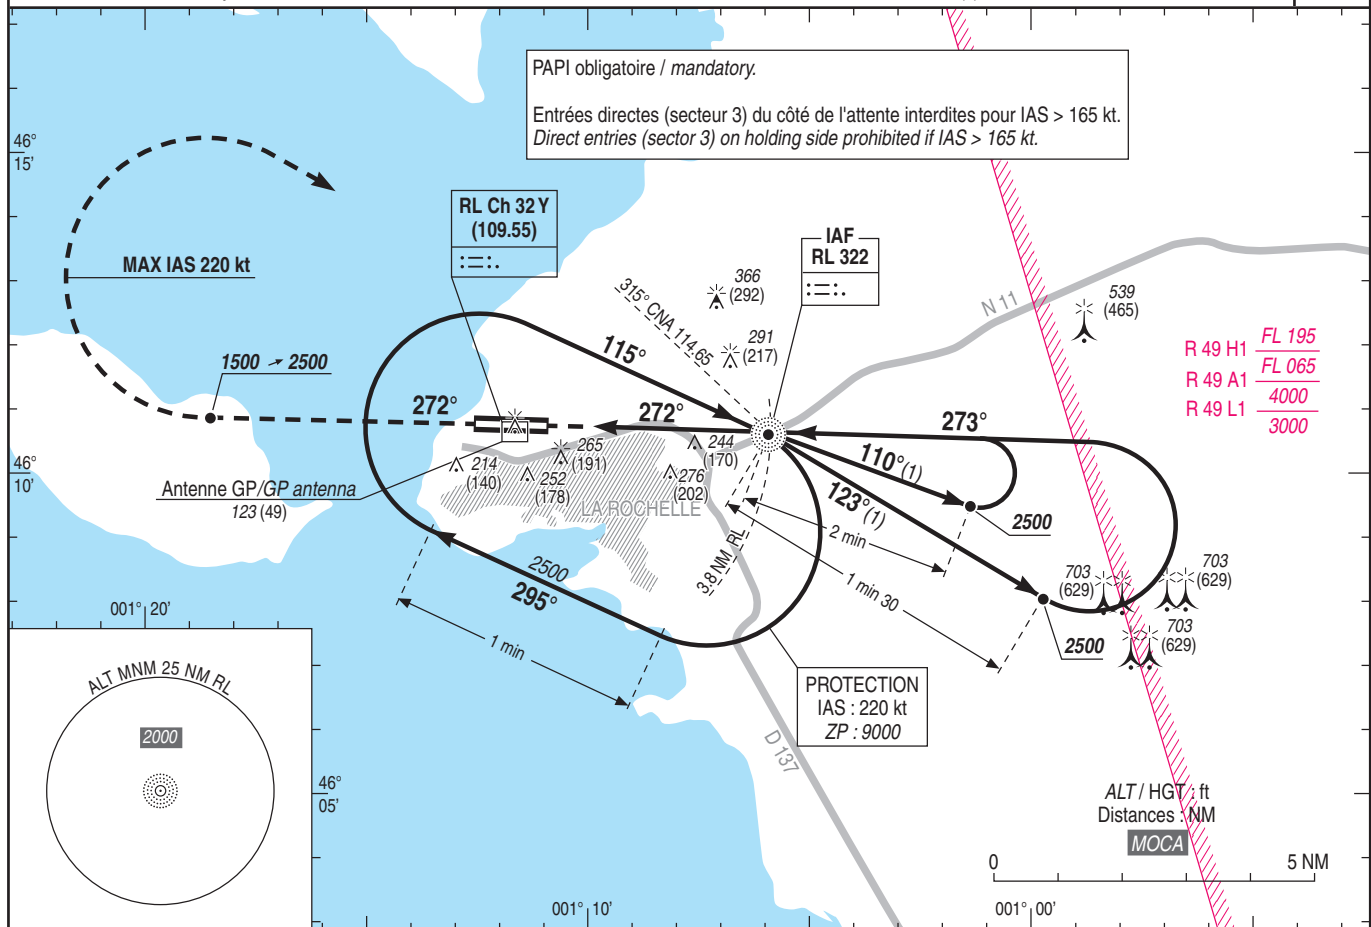 PAPI obligatoire / mandatory.
Entrées directes (secteur 3) du côté de l'attente interdites pour IAS > 165 kt.
Direct entries (sector 3) on holding side prohibited if IAS > 165 kt.
46°
15'
RL Ch 32 Y
(109.55)
IAF
RL 322
MAX IAS 220 kt
366
(292)
315° CNA 114.65
291
(217)
N 11
539
(465)
R 49 H1 FL 195
FL 065
R 49 A1
4000
R 49 L1
3000
1500 → 2500
115°
272°
272°
273°
46°
10'
265
(191)
244
(170)
214
(140)
252
(178)
276
(202)
110°(1)
123°(1)
Antenne GP/GP antenna
123 (49)
LA ROCHELLE
2500
2 min
3.8 NM RL
1 min 30
2500
295°
703
(629)
703
(629)
703
(629)
2500
1 min
001° 20'
ALT MNM 25 NM RL
2000
PROTECTION
IAS : 220 kt
ZP : 9000
D 137
46°
05'
ALT / HGT : ft
Distances : NM
MOCA
0
5 NM
001° 10'
001° 00'